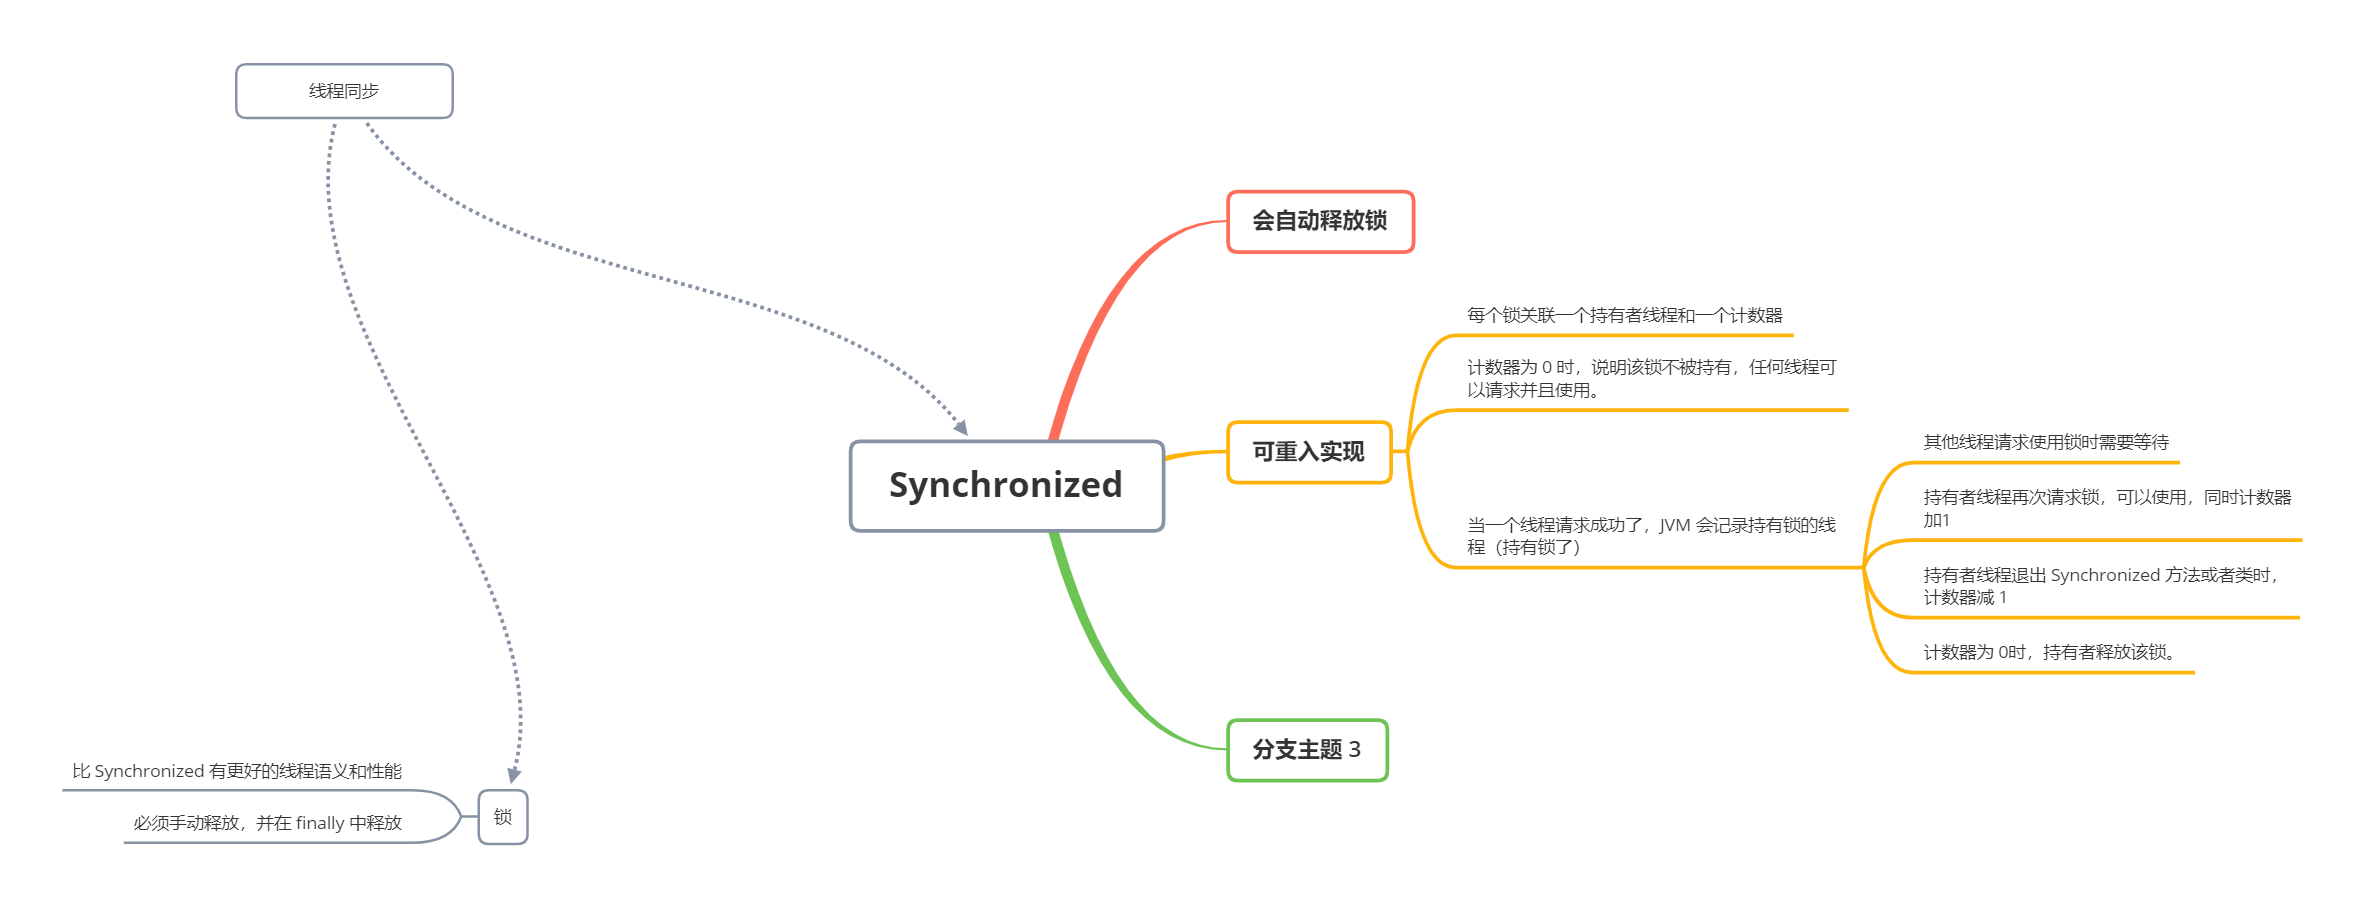 线程同步
会自动释放锁
每个锁关联一个持有者线程和一个计数器
计数器为 0 时，说明该锁不被持有，任何线程可
以请求并且使用。
可重入实现
Synchronized
当一个线程请求成功了，JVM 会记录持有锁的线
程（持有锁了）
其他线程请求使用锁时需要等待
持有者线程再次请求锁，可以使用，同时计数器
加1
持有者线程退出 Synchronized 方法或者类时，
计数器减 1
计数器为 0时，持有者释放该锁。
分支主题 3
比 Synchronized 有更好的线程语义和性能
必须手动释放，并在 finally 中释放
锁